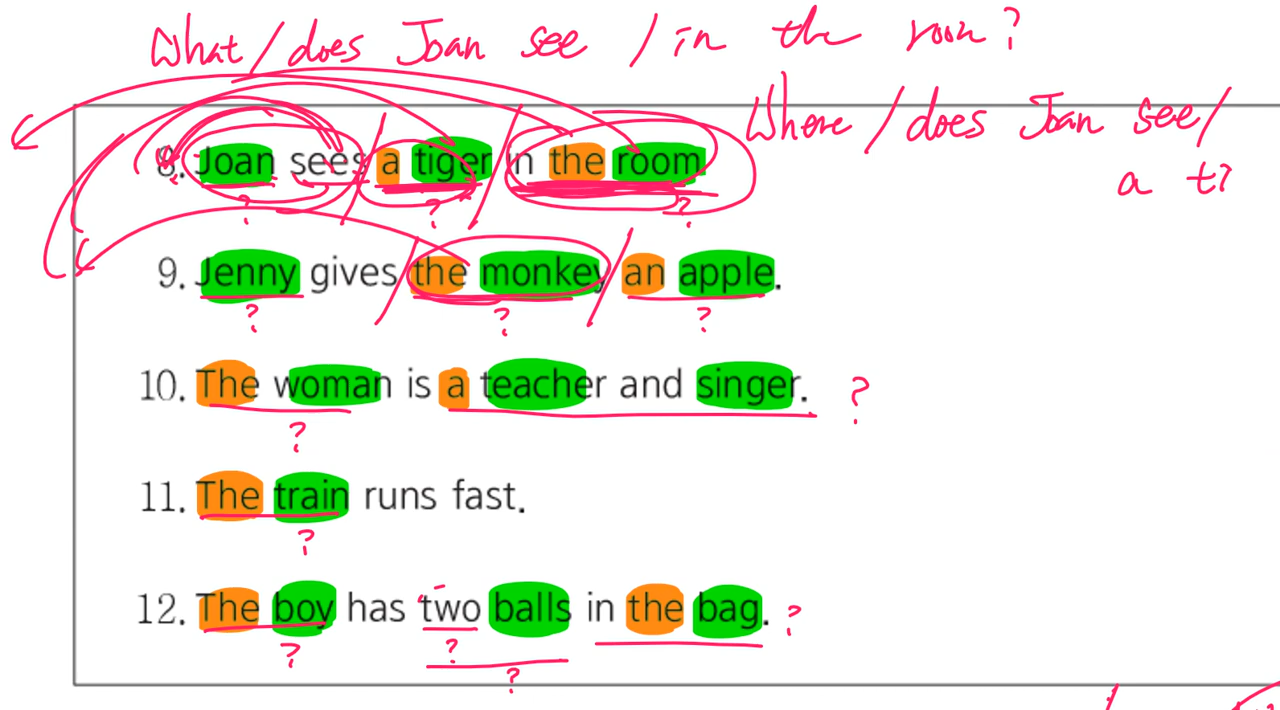 What / does Joan see / in the room?
Where / does Joan see /
a ti
8. Joan sees / a tiger / in the room.
? ? ?
9. Jenny gives / the monkey / an apple.
? ? ?
10. The woman is a teacher and singer. ?
?
11. The train runs fast.
?
12. The boy has two balls in the bag. ?
? ?
?